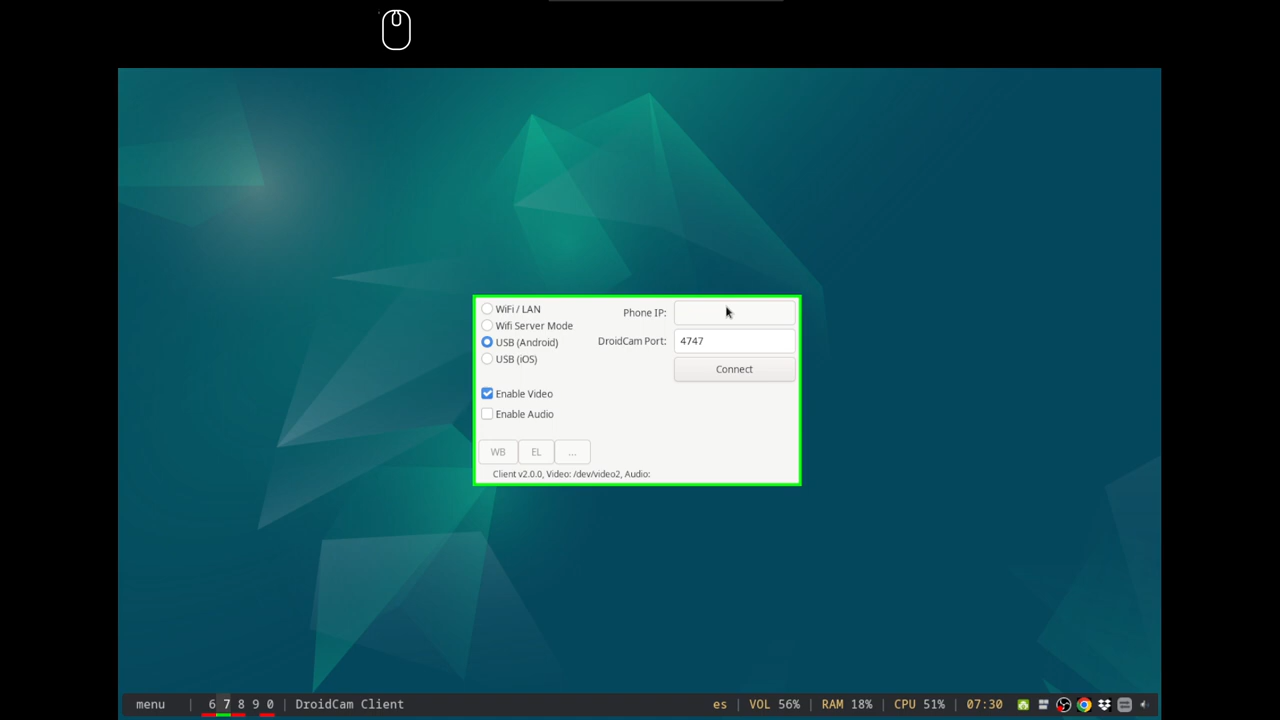 WiFi / LAN
Phone IP:
Wifi Server Mode
USB (Android)
DroidCam Port: 4747
USB (iOS)
Connect
Enable Video
Enable Audio
WB EL ...
Client v2.0.0, Video: /dev/video2, Audio:
menu | 6 7 8 9 0 | DroidCam Client es | VOL 56% | RAM 18% | CPU 51% | 07:30